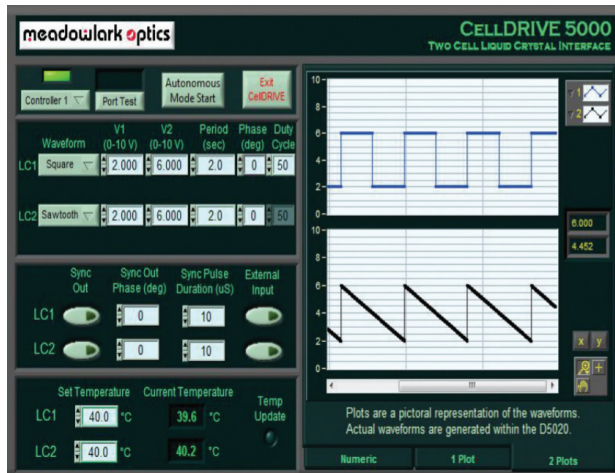 meadowlark optics
CELLDRIVE 5000
TWO CELL LIQUID CRYSTAL INTERFACE
Controller 1
Port Test
Autonomous
Mode Start
Exit
CellDRIVE
V1 V2 Period Phase Duty
Waveform (0-10 V) (0-10 V) (sec) (deg) Cycle
LC1 Square 2.000 6.000 2.0 0 50
LC2 Sawtooth 2.000 6.000 2.0 0 50
Sync Sync Out Sync Pulse External
Out Phase (deg) Duration (uS) Input
LC1 0 10
LC2 0 10
Set Temperature Current Temperature Temp
Update
LC1 40.0 °C 39.6 °C
LC2 40.0 °C 40.2 °C
10
8
6
4
2
0
10
8
6
4
2
0
1
2
6.000
4.452
x y
Plots are a pictoral representation of the waveforms.
Actual waveforms are generated within the D5020.
Numeric 1 Plot 2 Plots